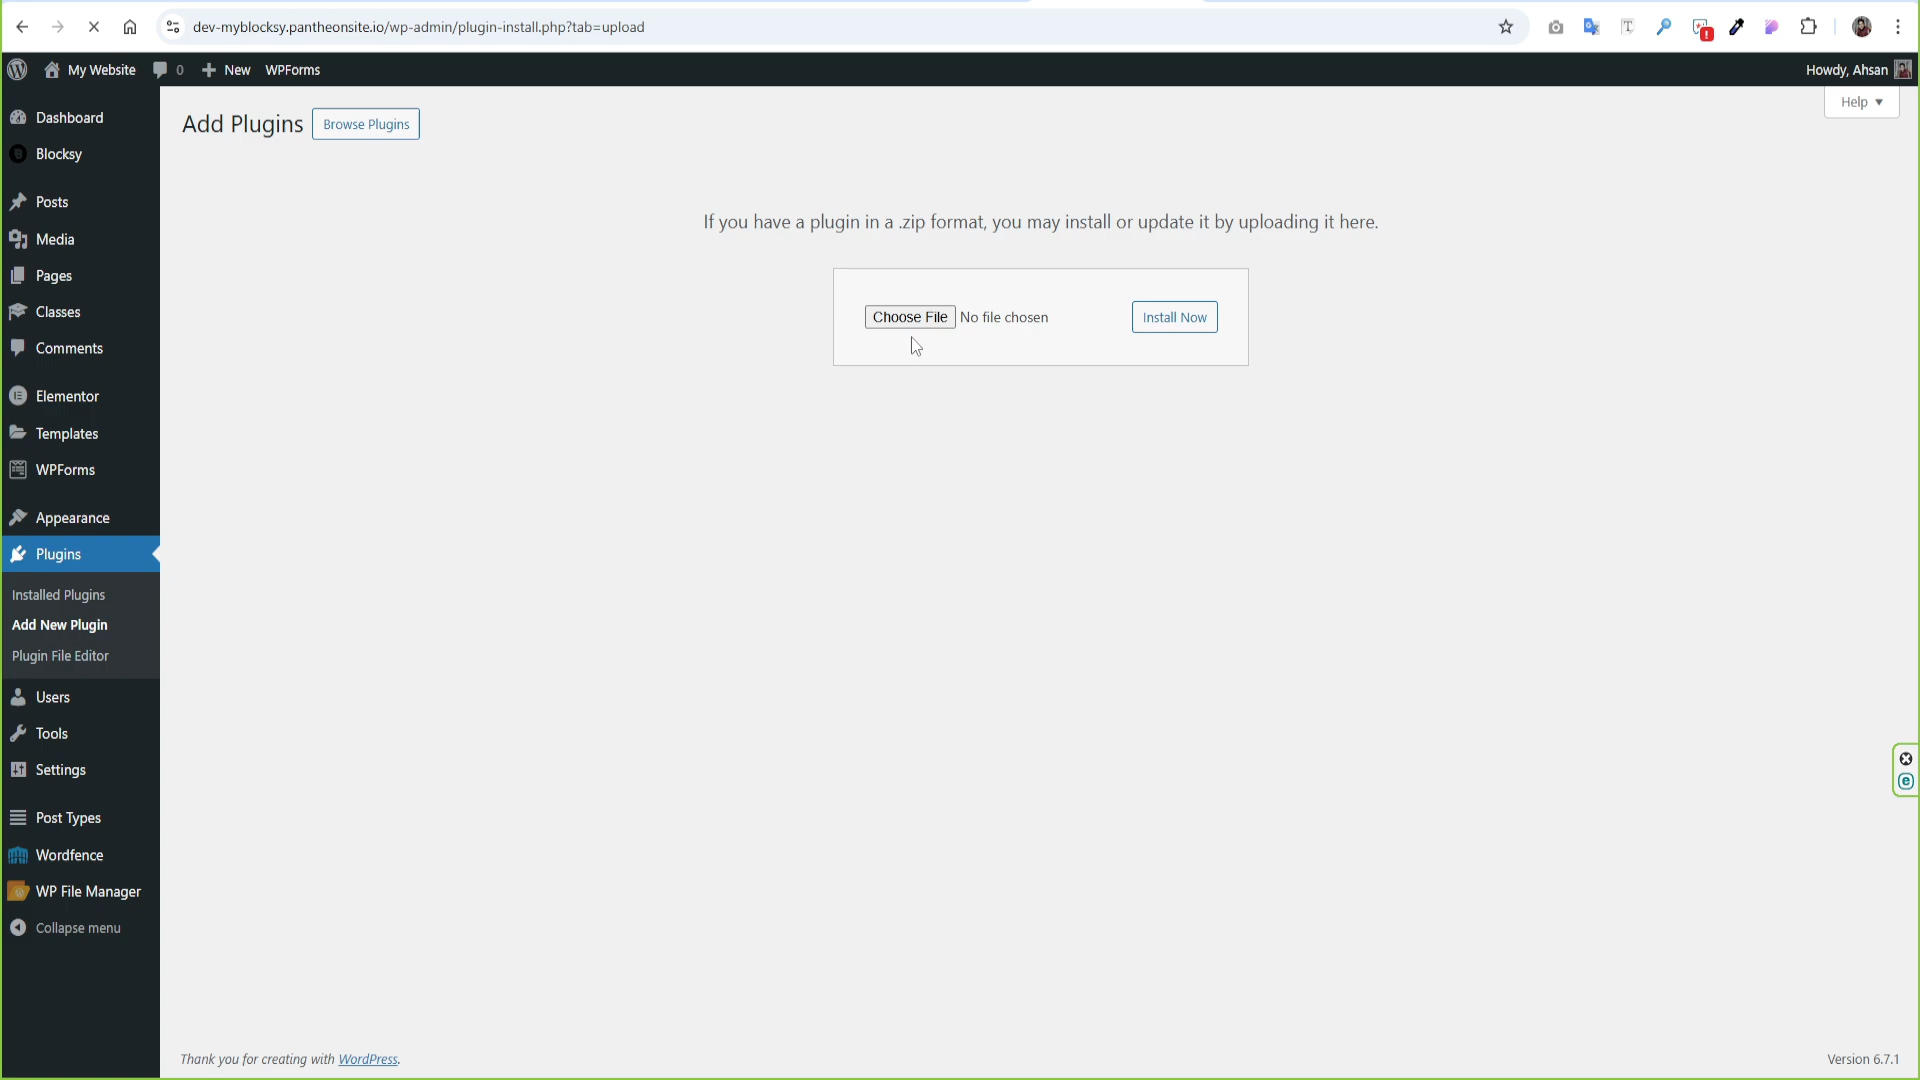 dev-myblocksy.pantheonsite.io/wp-admin/plugin-install.php?tab=upload
My Website 0 New WPForms Howdy, Ahsan
Help
Add Plugins Browse Plugins
If you have a plugin in a .zip format, you may install or update it by uploading it here.
Choose File No file chosen Install Now
Dashboard
Blocksy
Posts
Media
Pages
Classes
Comments
Elementor
Templates
WPForms
Appearance
Plugins
Installed Plugins
Add New Plugin
Plugin File Editor
Users
Tools
Settings
Post Types
Wordfence
WP File Manager
Collapse menu
Thank you for creating with WordPress. Version 6.7.1